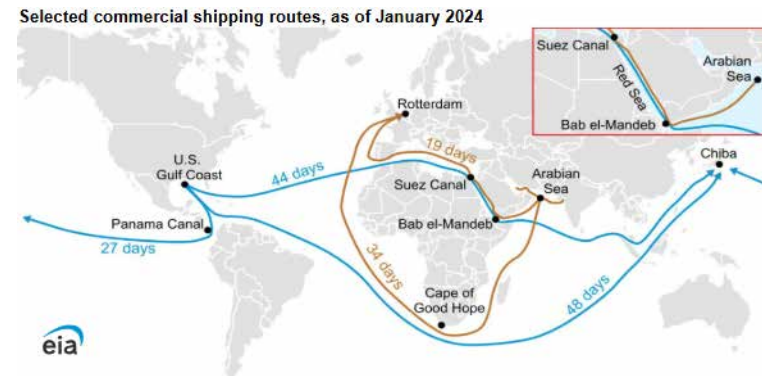 Selected commercial shipping routes, as of January 2024
Suez Canal
Arabian
Sea
Red Sea
Bab el-Mandeb
Rotterdam
19 days
Chiba
U.S.
Gulf Coast
44 days
Suez Canal
Arabian
Sea
Panama Canal
Bab el-Mandeb
27 days
34 days
48 days
Cape of
Good Hope
eia